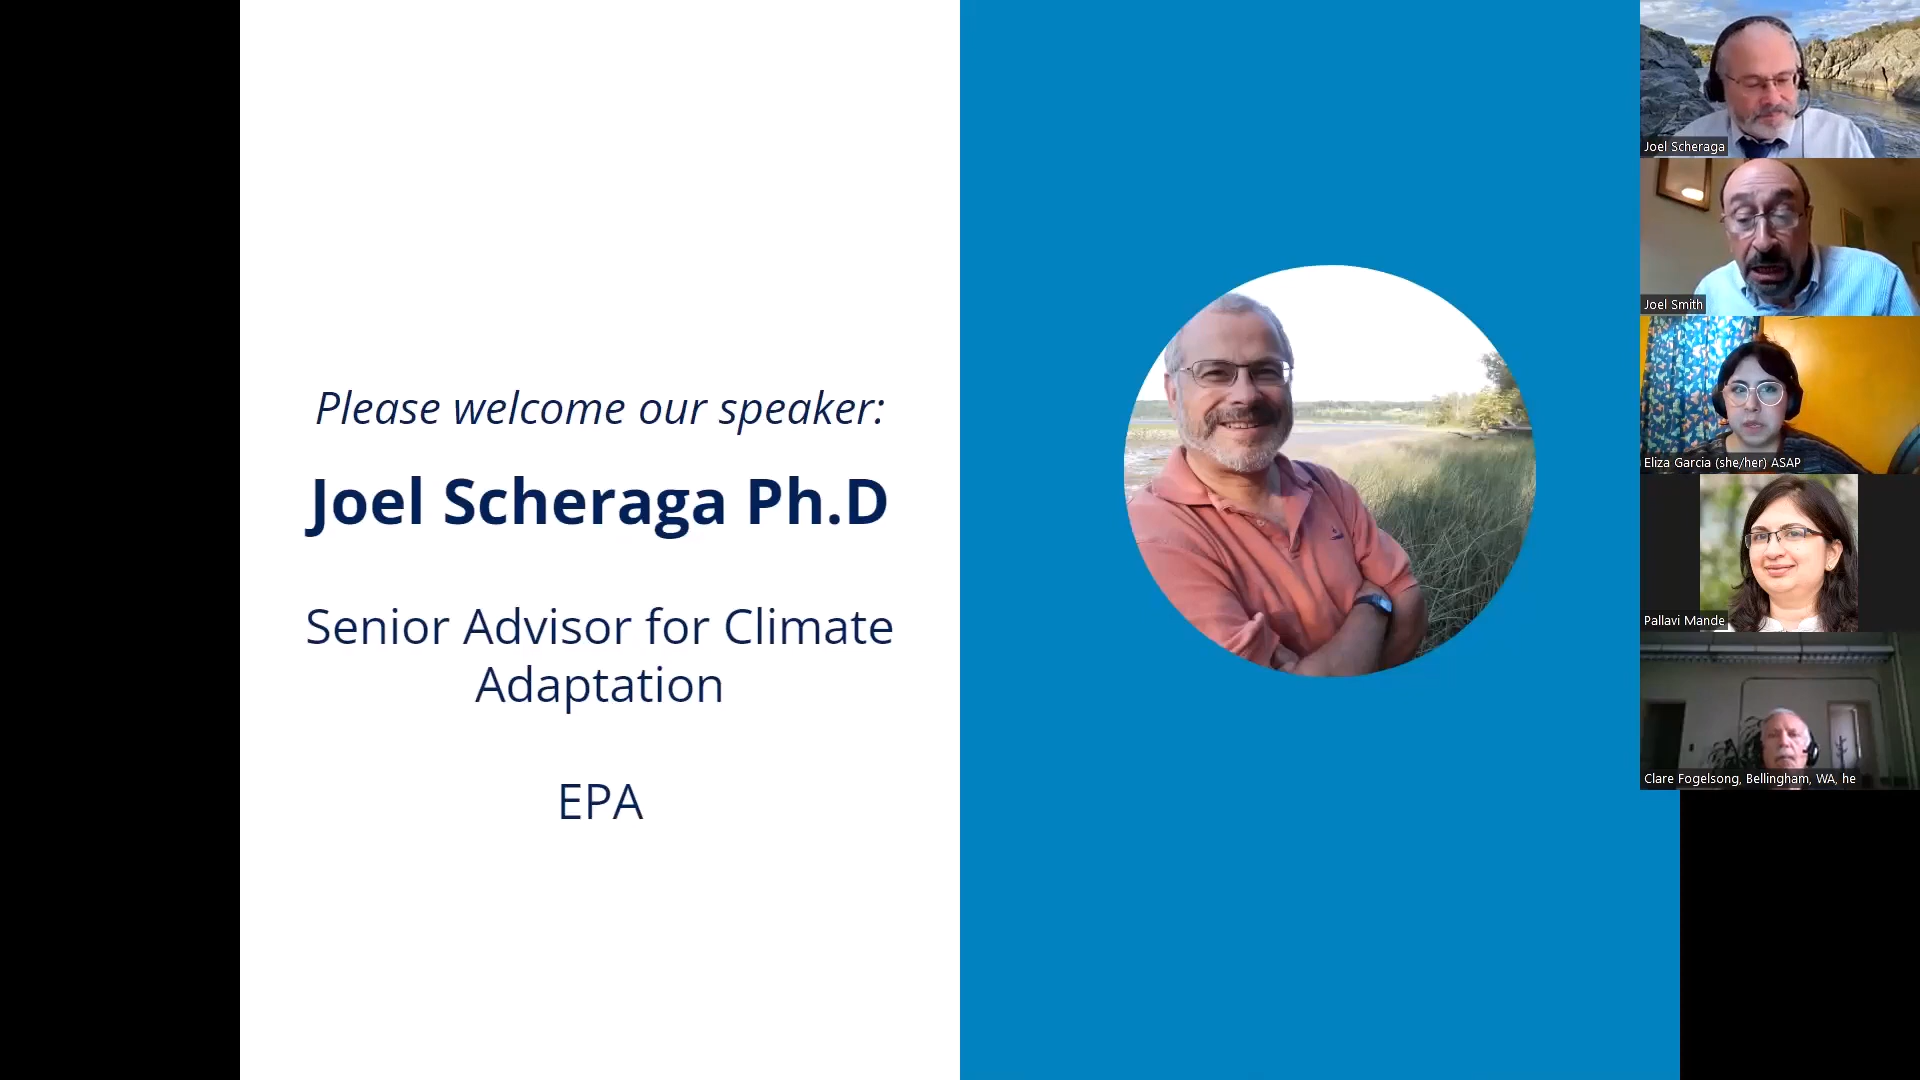 Please welcome our speaker:
Joel Scheraga Ph.D
Senior Advisor for Climate
Adaptation
EPA
Joel Scheraga
Joel Smith
Eliza Garcia (she/her) ASAP
Pallavi Mande
Clare Fogelsong, Bellingham, WA, he